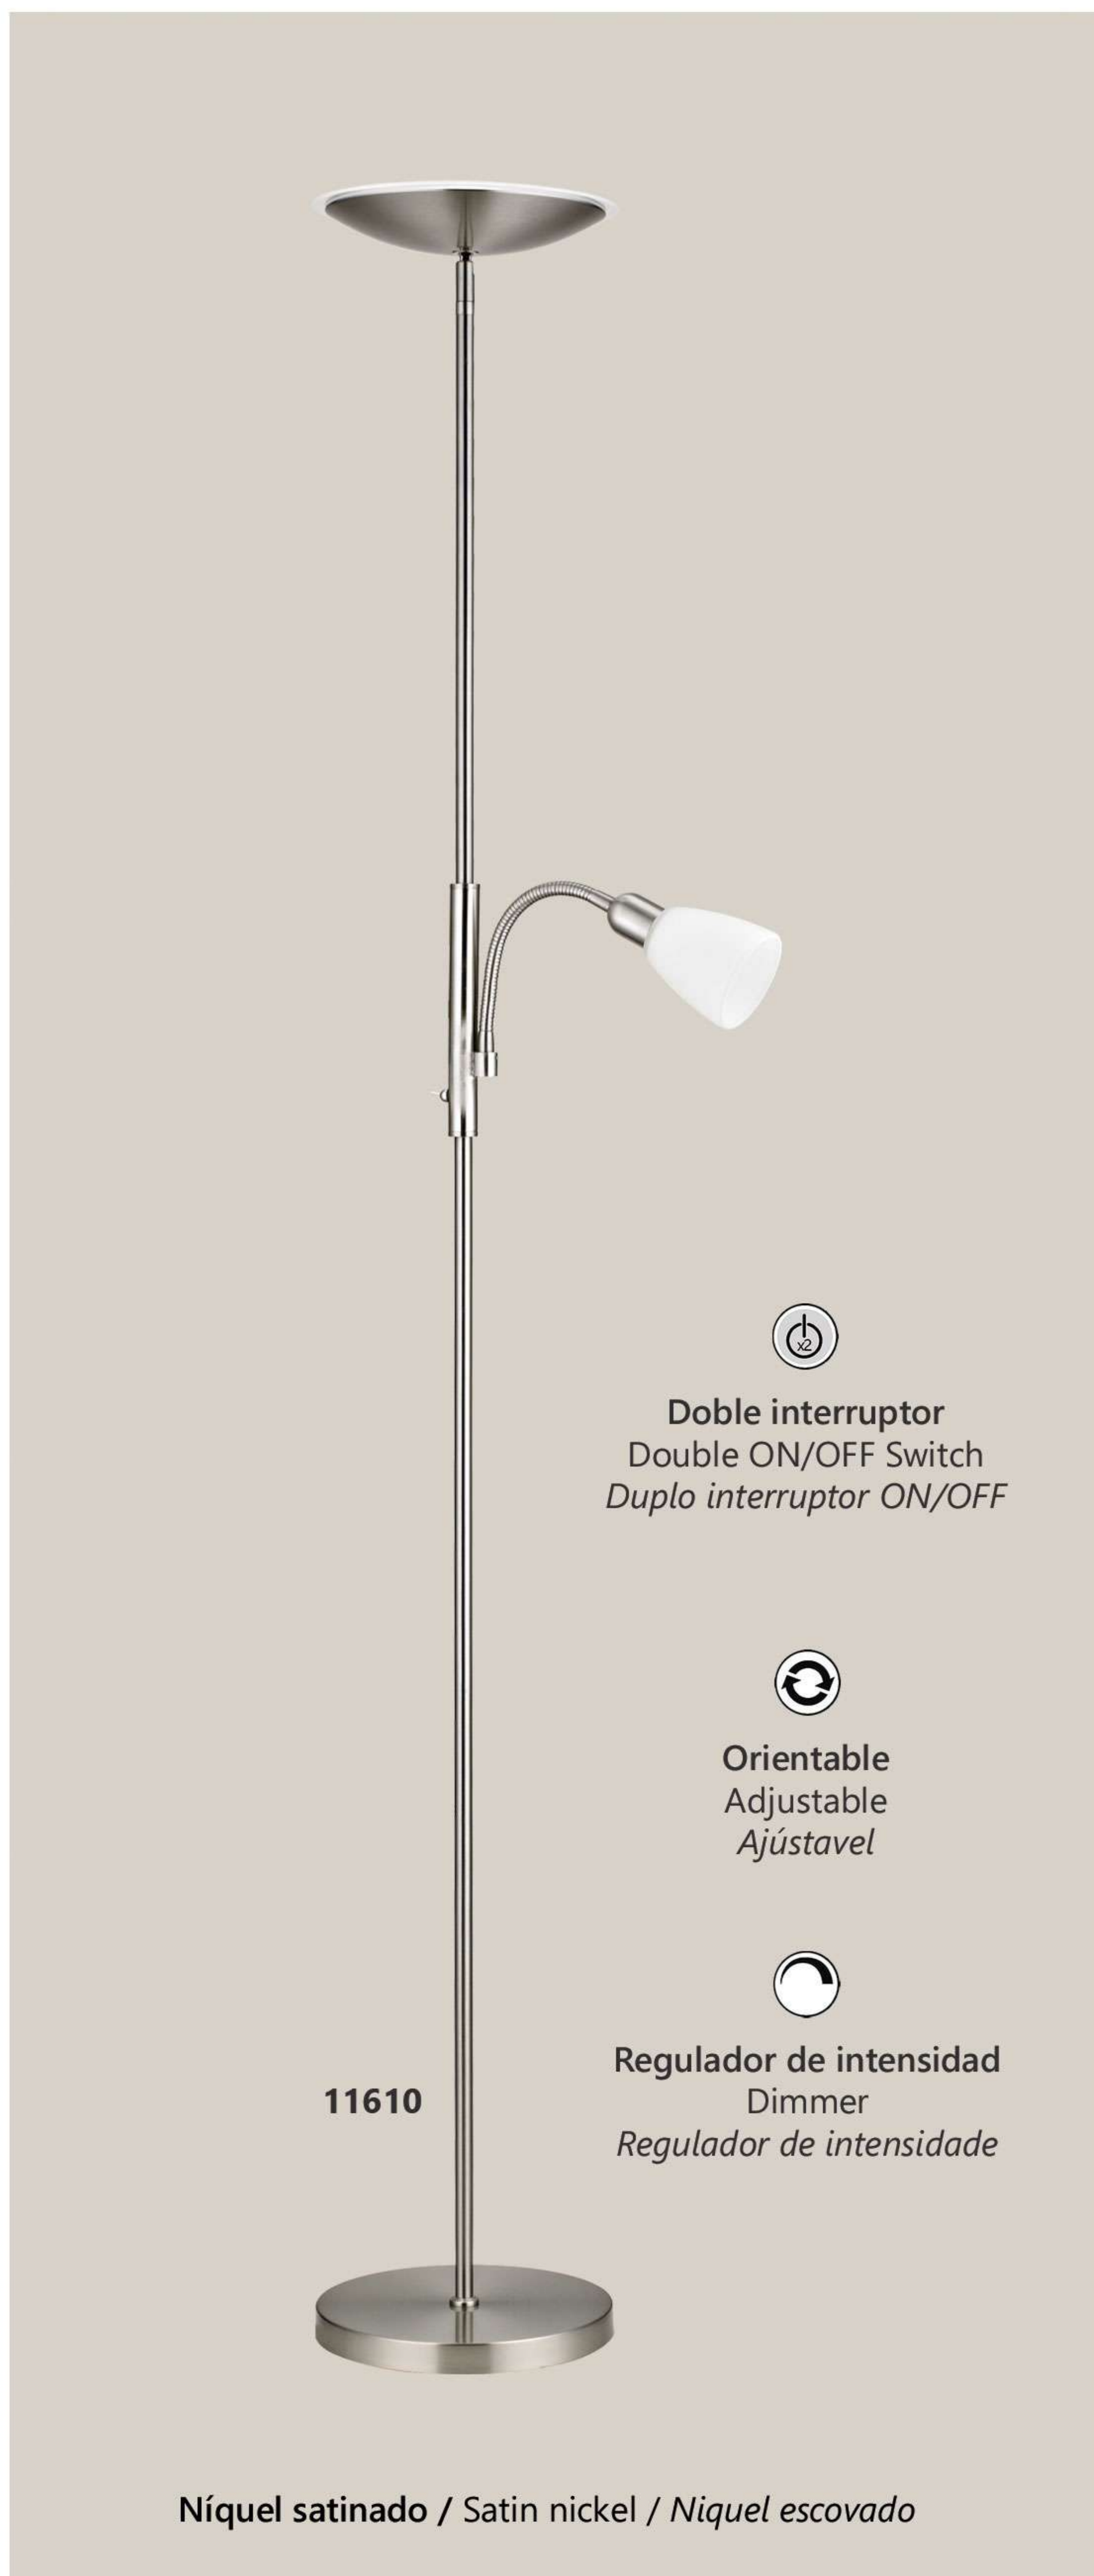 x2
Doble interruptor
Double ON/OFF Switch
Duplo interruptor ON/OFF
Orientable
Adjustable
Ajústavel
Regulador de intensidad
Dimmer
Regulador de intensidade
11610
Níquel satinado / Satin nickel / Niquel escovado